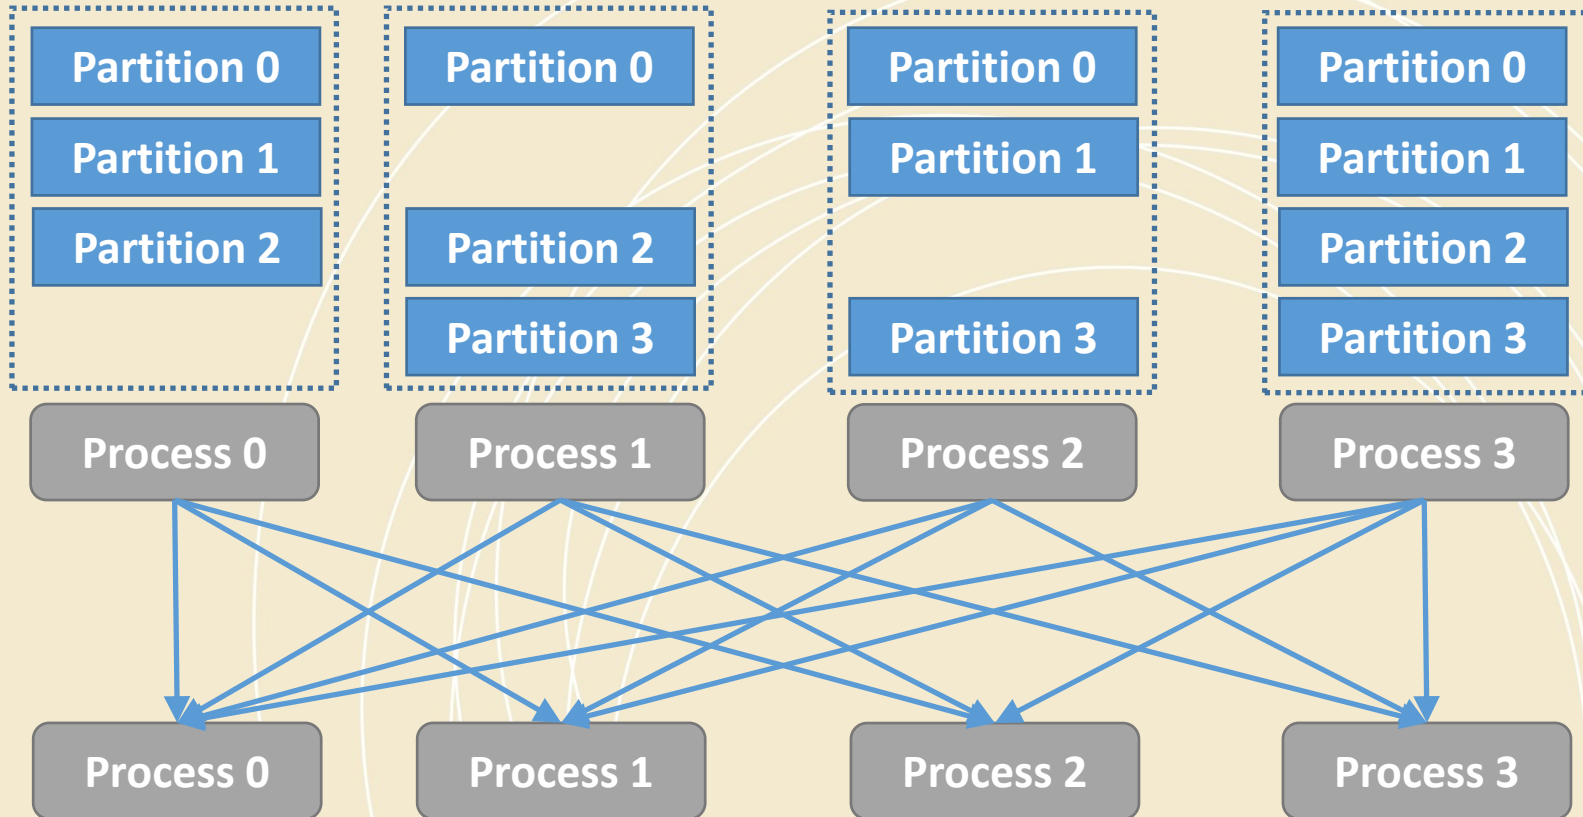 Partition 0
Partition 1
Partition 2
Process 0
Partition 0
Partition 2
Partition 3
Process 1
Partition 0
Partition 1
Partition 3
Process 2
Partition 0
Partition 1
Partition 2
Partition 3
Process 3
Process 0
Process 1
Process 2
Process 3